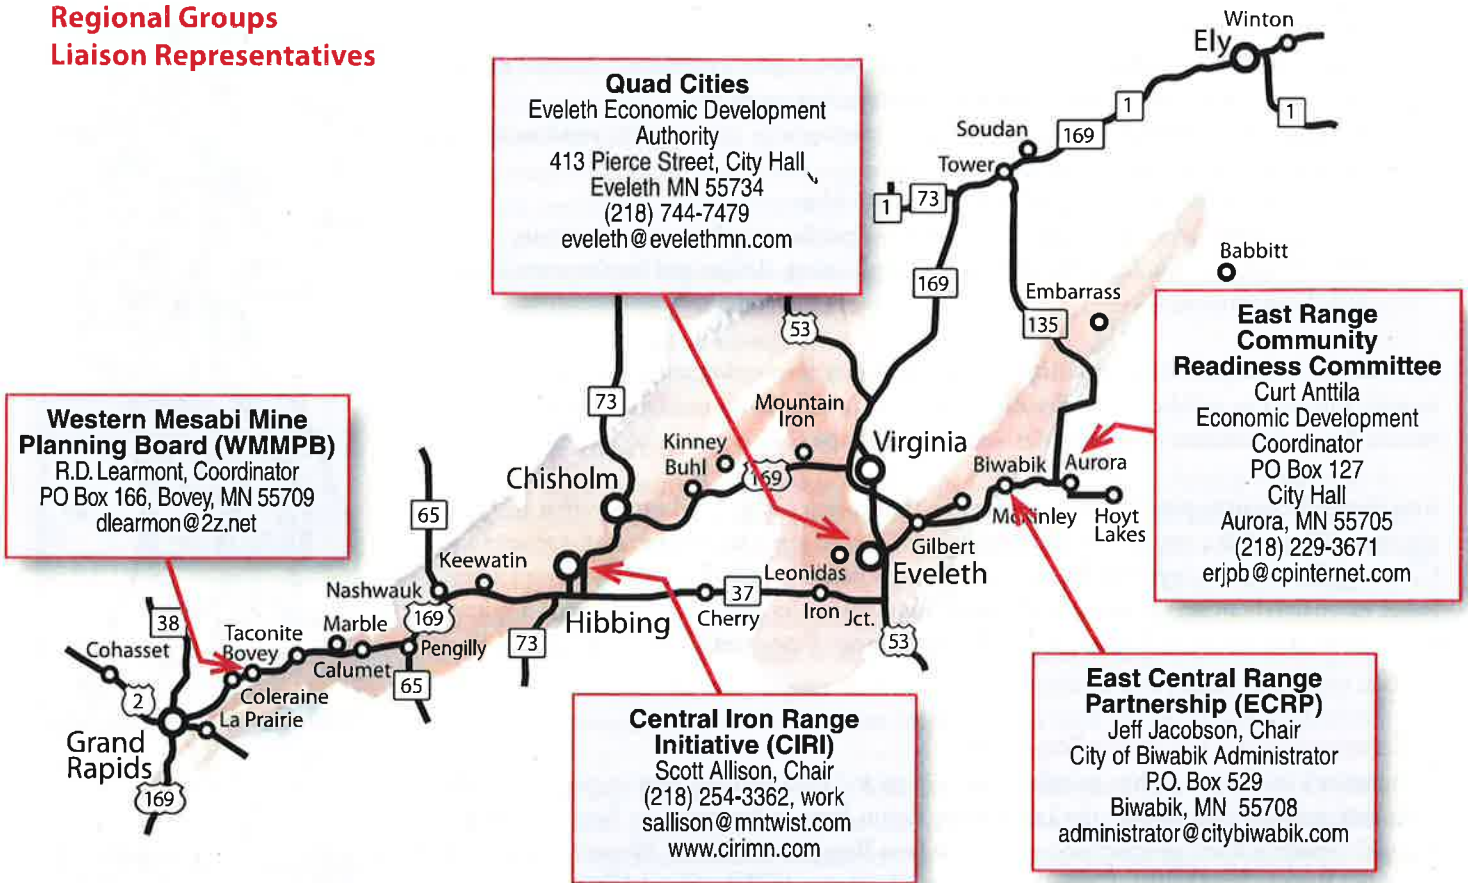 Regional Groups
Liaison Representatives
Quad Cities
Eveleth Economic Development
Authority
413 Pierce Street, City Hall
Eveleth MN 55734
(218) 744-7479
eveleth@evelethmn.com
Western Mesabi Mine
Planning Board (WMMPB)
R.D. Learmont, Coordinator
PO Box 166, Bovey, MN 55709
dlearmon@2z.net
East Range
Community
Readiness Committee
Curt Anttila
Economic Development
Coordinator
PO Box 127
City Hall
Aurora, MN 55705
(218) 229-3671
erjpb@cpinternet.com
Central Iron Range
Initiative (CIRI)
Scott Allison, Chair
(218) 254-3362, work
sallison@mntwist.com
www.cirimn.com
East Central Range
Partnership (ECRP)
Jeff Jacobson, Chair
City of Biwabik Administrator
P.O. Box 529
Biwabik, MN 55708
administrator@citybiwabik.com
Winton
Ely
1
1
169
Soudan
Tower
1
73
169
Babbitt
Embarrass
135
53
73
Mountain
Iron
Kinney
Buhl
169
Virginia
Chisholm
Biwabik
Aurora
McKinley
Hoyt
Lakes
Gilbert
65
Keewatin
Nashwauk
169
Leonidas
Eveleth
Hibbing
Cherry
37
Iron Jct.
53
73
38
Taconite
Marble
Cohasset
Bovey
Calumet
Pengilly
65
2
Coleraine
La Prairie
Grand
Rapids
169